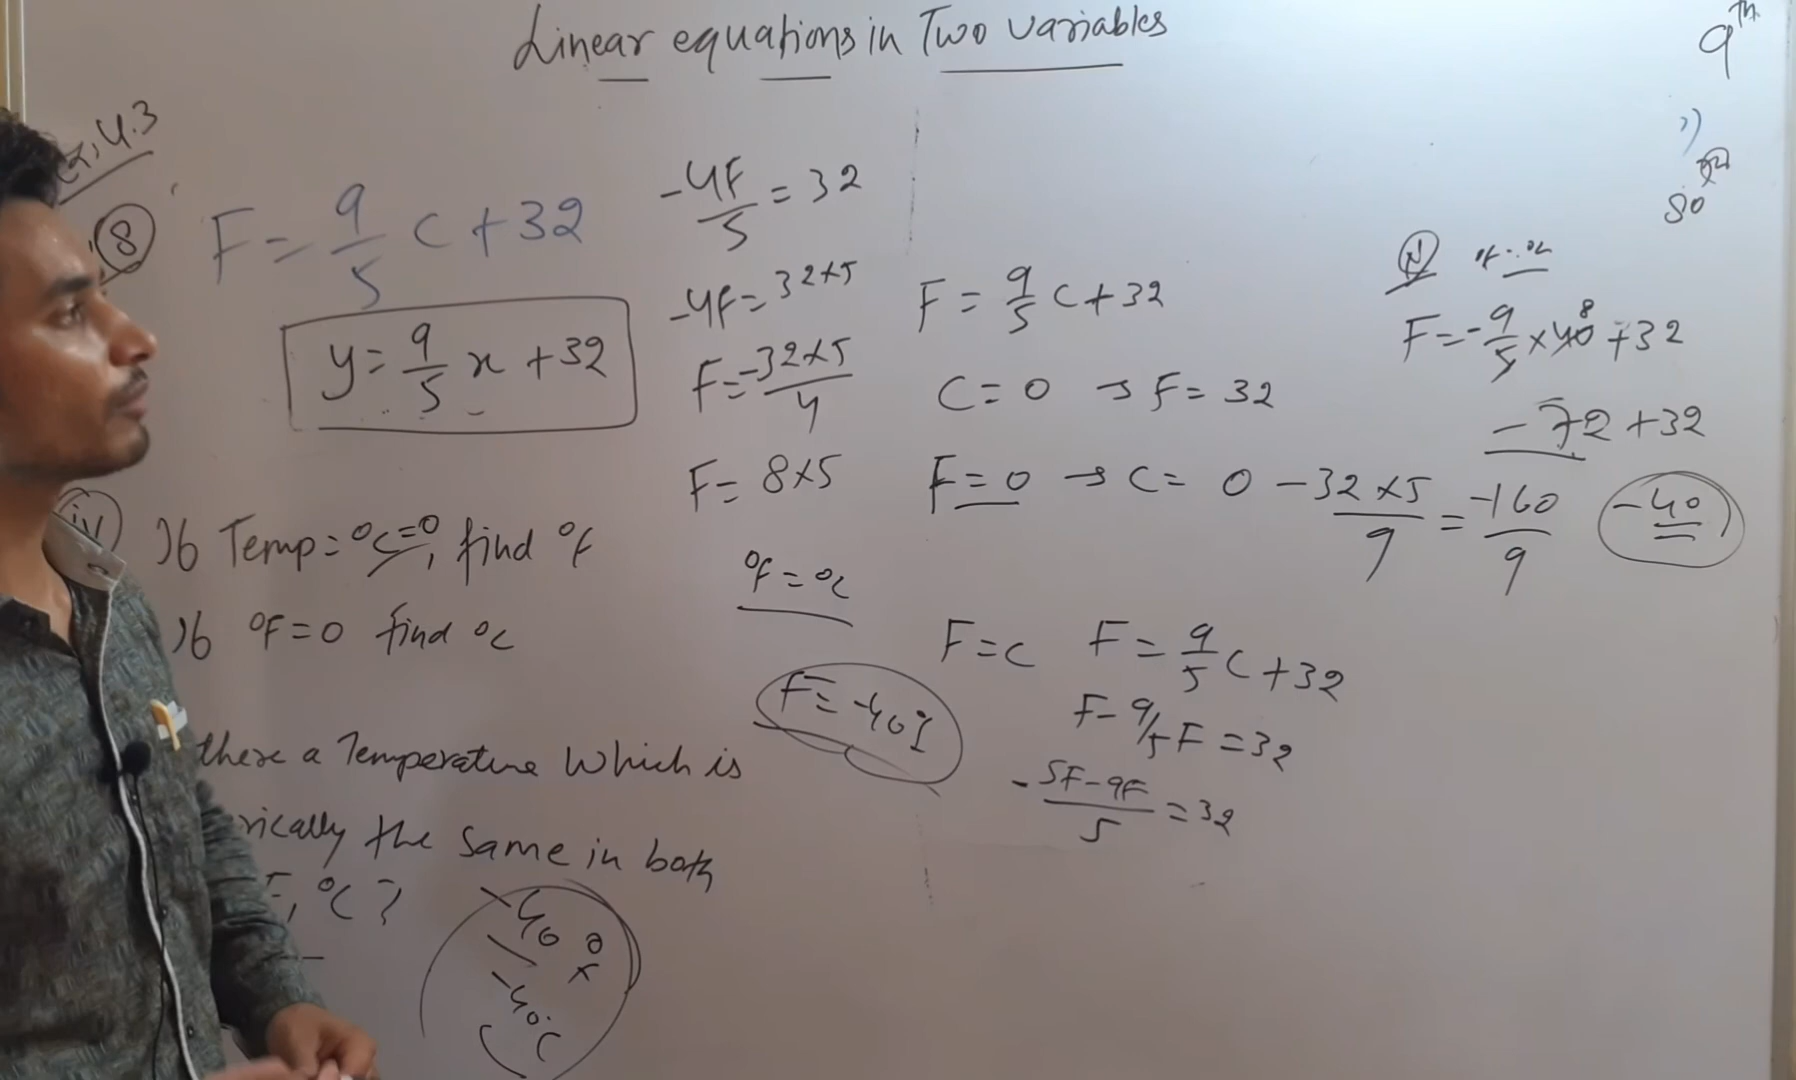 Linear equations in Two variables
9th
Ex 4.3
8
F = 9/5 C + 32
y = 9/5 x + 32
iv) If Temp = °C = 0, find °F
If °F = 0 find °C
there a Temperature which is
rically the same in both
F, °C?
-40 °F
-40°C
-4F/5 = 32
-4F = 32×5
F = -32×5/4
F = 8×5
°F = °C
F = -40
F = 9/5 C + 32
C = 0 → F = 32
F = 0 → C = 0 - 32 ×5/9 = -160/9
F = C F = 9/5 C + 32
F - 9/5 F = 32
5F - 9F/5 = 32
°F = °C
F = -9/5 × 40 8 + 32
-72 + 32
-40